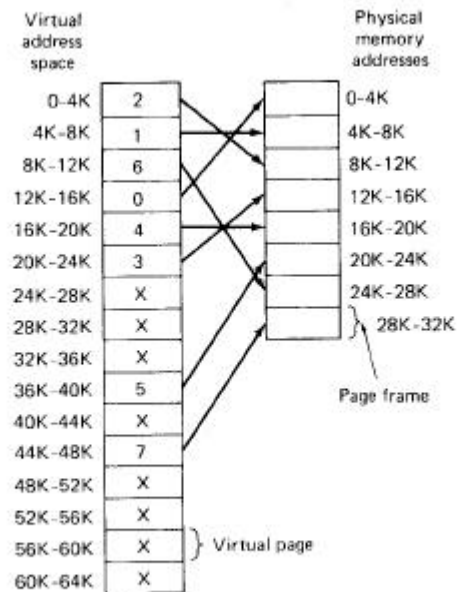 Virtual
address
space
Physical
memory
addresses
0-4K 2 0-4K
4K-8K 1 4K-8K
8K-12K 6 8K-12K
12K-16K 0 12K-16K
16K-20K 4 16K-20K
20K-24K 3 20K-24K
24K-28K X 24K-28K
28K-32K X 28K-32K
32K-36K X
36K-40K 5 Page frame
40K-44K X
44K-48K 7
48K-52K X
52K-56K X
56K-60K X Virtual page
60K-64K X